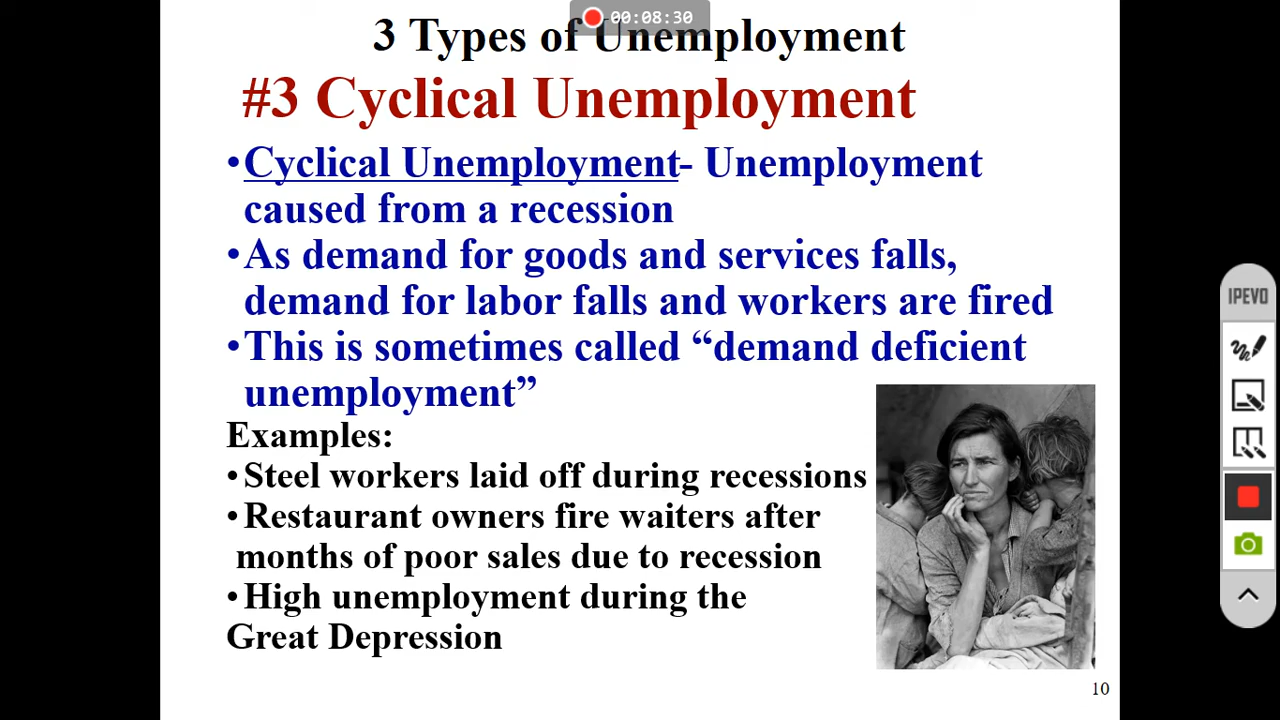 00:08:30
3 Types of Unemployment
#3 Cyclical Unemployment
•Cyclical Unemployment- Unemployment
caused from a recession
•As demand for goods and services falls,
demand for labor falls and workers are fired
•This is sometimes called “demand deficient
unemployment”
Examples:
•Steel workers laid off during recessions
•Restaurant owners fire waiters after
months of poor sales due to recession
•High unemployment during the
Great Depression
10
IPEVO